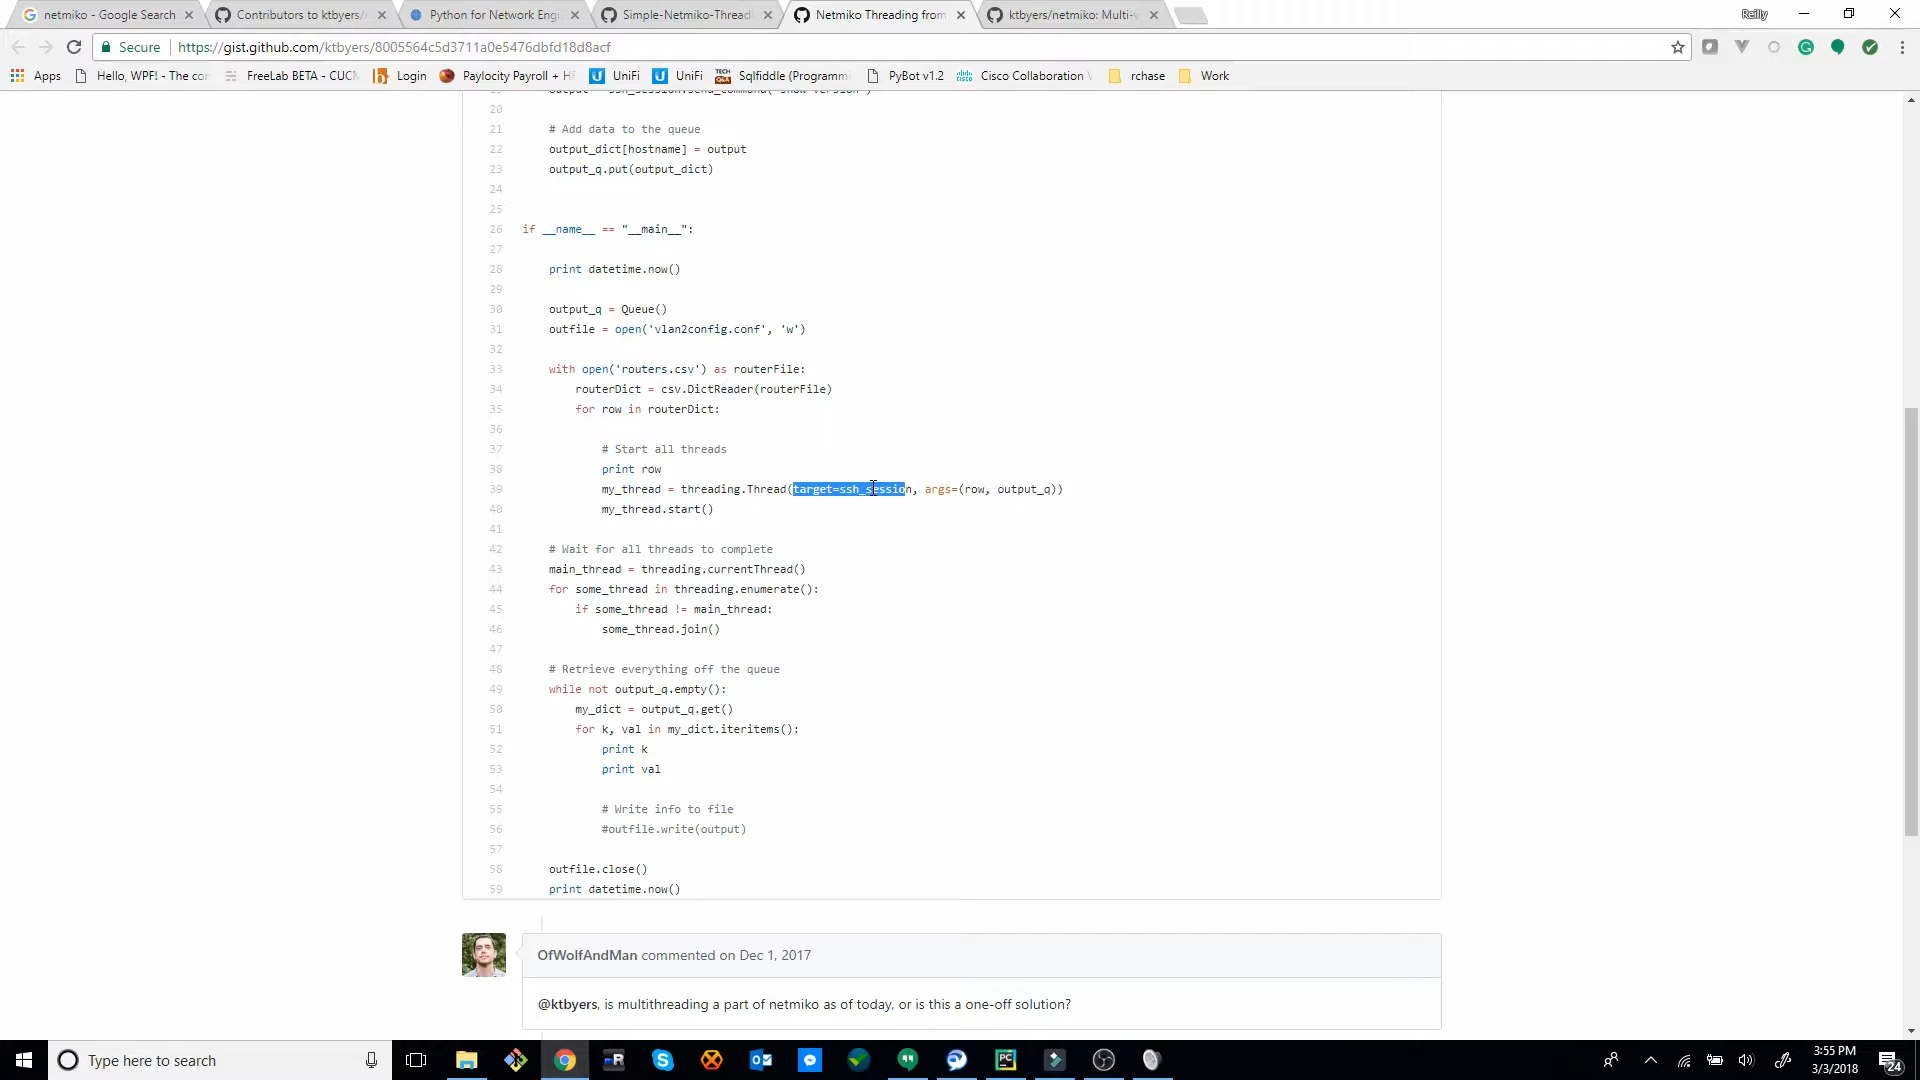 netmiko - Google Search
Contributors to ktbyers/
Python for Network Engi
Simple-Netmiko-Threadi
Netmiko Threading from
ktbyers/netmiko: Multi-v
Reilly
Secure
https://gist.github.com/ktbyers/8005564c5d3711a0e5476dbfd18d8acf
Apps
Hello, WPF! - The co
FreeLab BETA - CUCM
Login
Paylocity Payroll + H
UniFi
UniFi
Sqlfiddle (Programmi
PyBot v1.2
Cisco Collaboration
rchase
Work
20
21 # Add data to the queue
22 output_dict[hostname] = output
23 output_q.put(output_dict)
24
25
26 if __name__ == "__main__":
27
28 print datetime.now()
29
30 output_q = Queue()
31 outfile = open('vlan2config.conf', 'w')
32
33 with open('routers.csv') as routerFile:
34 routerDict = csv.DictReader(routerFile)
35 for row in routerDict:
36
37 # Start all threads
38 print row
39 my_thread = threading.Thread(target=ssh_session, args=(row, output_q))
40 my_thread.start()
41
42 # Wait for all threads to complete
43 main_thread = threading.currentThread()
44 for some_thread in threading.enumerate():
45 if some_thread != main_thread:
46 some_thread.join()
47
48 # Retrieve everything off the queue
49 while not output_q.empty():
50 my_dict = output_q.get()
51 for k, val in my_dict.iteritems():
52 print k
53 print val
54
55 # Write info to file
56 #outfile.write(output)
57
58 outfile.close()
59 print datetime.now()
OfWolfAndMan commented on Dec 1, 2017
@ktbyers, is multithreading a part of netmiko as of today, or is this a one-off solution?
Type here to search
3:55 PM
3/3/2018
24